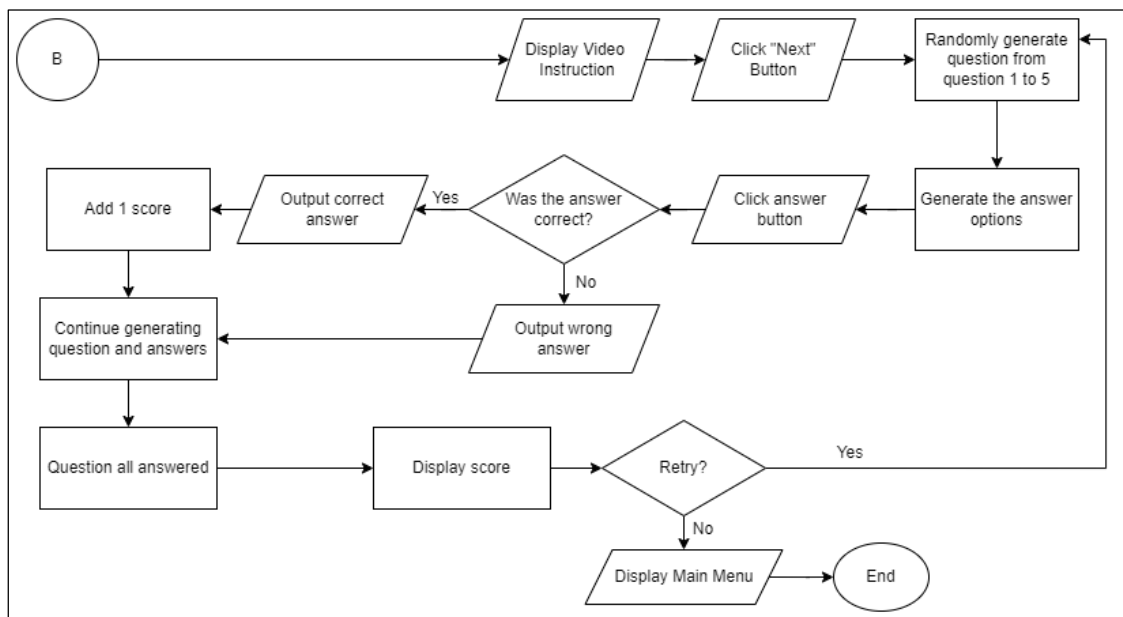 B
Display Video
Instruction
Click "Next"
Button
Randomly generate
question from
question 1 to 5
Generate the answer
options
Click answer
button
Was the answer
correct?
Yes
Output correct
answer
Add 1 score
No
Output wrong
answer
Continue generating
question and answers
Question all answered
Display score
Retry?
Yes
No
Display Main Menu
End